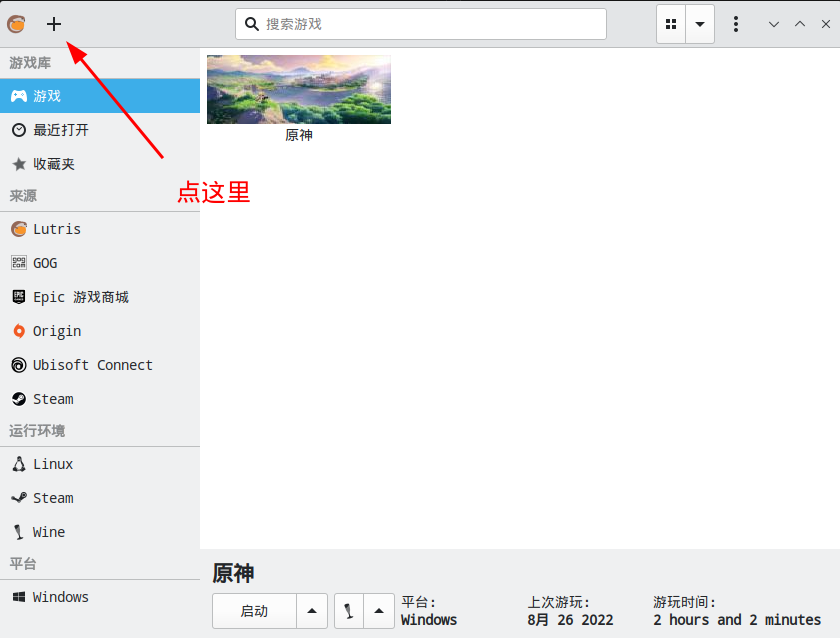 搜索游戏
游戏库
游戏
最近打开
收藏夹
来源
Lutris
GOG
Epic 游戏商城
Origin
Ubisoft Connect
Steam
运行环境
Linux
Steam
Wine
平台
Windows
原神
点这里
原神
启动
平台:
Windows
上次游玩:
8月 26 2022
游玩时间:
2 hours and 2 minutes